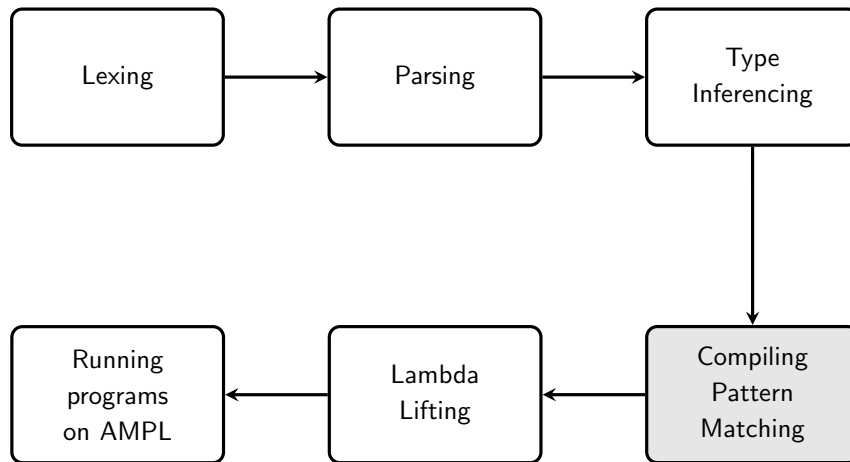 Lexing
Parsing
Type
Inferencing
Compiling
Pattern
Matching
Lambda
Lifting
Running
programs
on AMPL